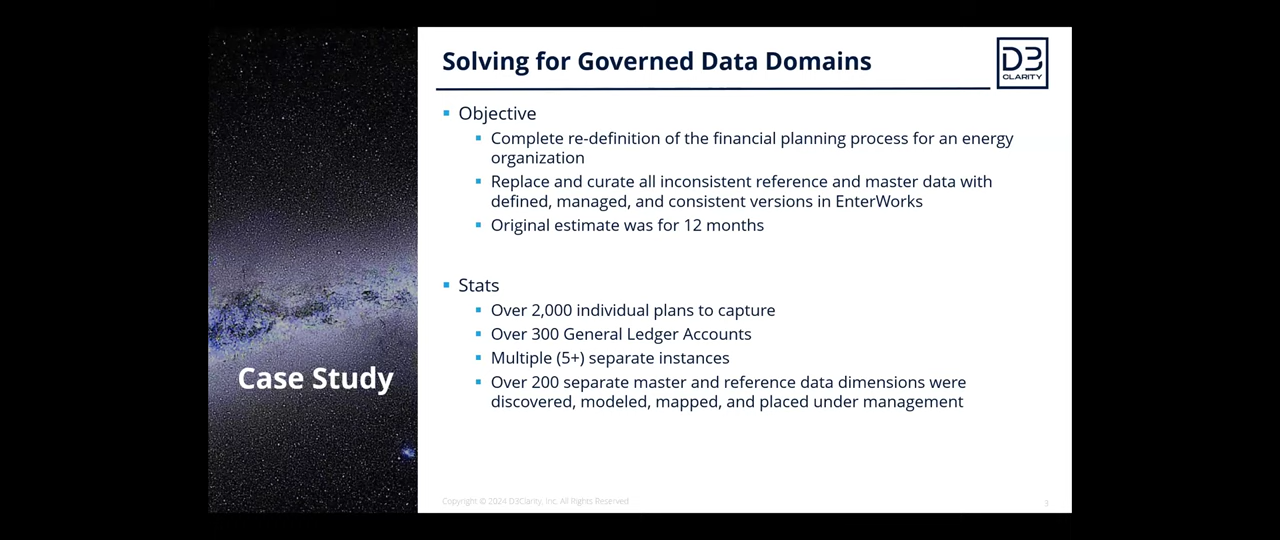 Solving for Governed Data Domains
D3
CLARITY
Objective
Complete re-definition of the financial planning process for an energy
organization
Replace and curate all inconsistent reference and master data with
defined, managed, and consistent versions in EnterWorks
Original estimate was for 12 months
Stats
Over 2,000 individual plans to capture
Over 300 General Ledger Accounts
Multiple (5+) separate instances
Over 200 separate master and reference data dimensions were
discovered, modeled, mapped, and placed under management
Case Study
Copyright © 2024 D3Clarity, Inc. All Rights Reserved
3